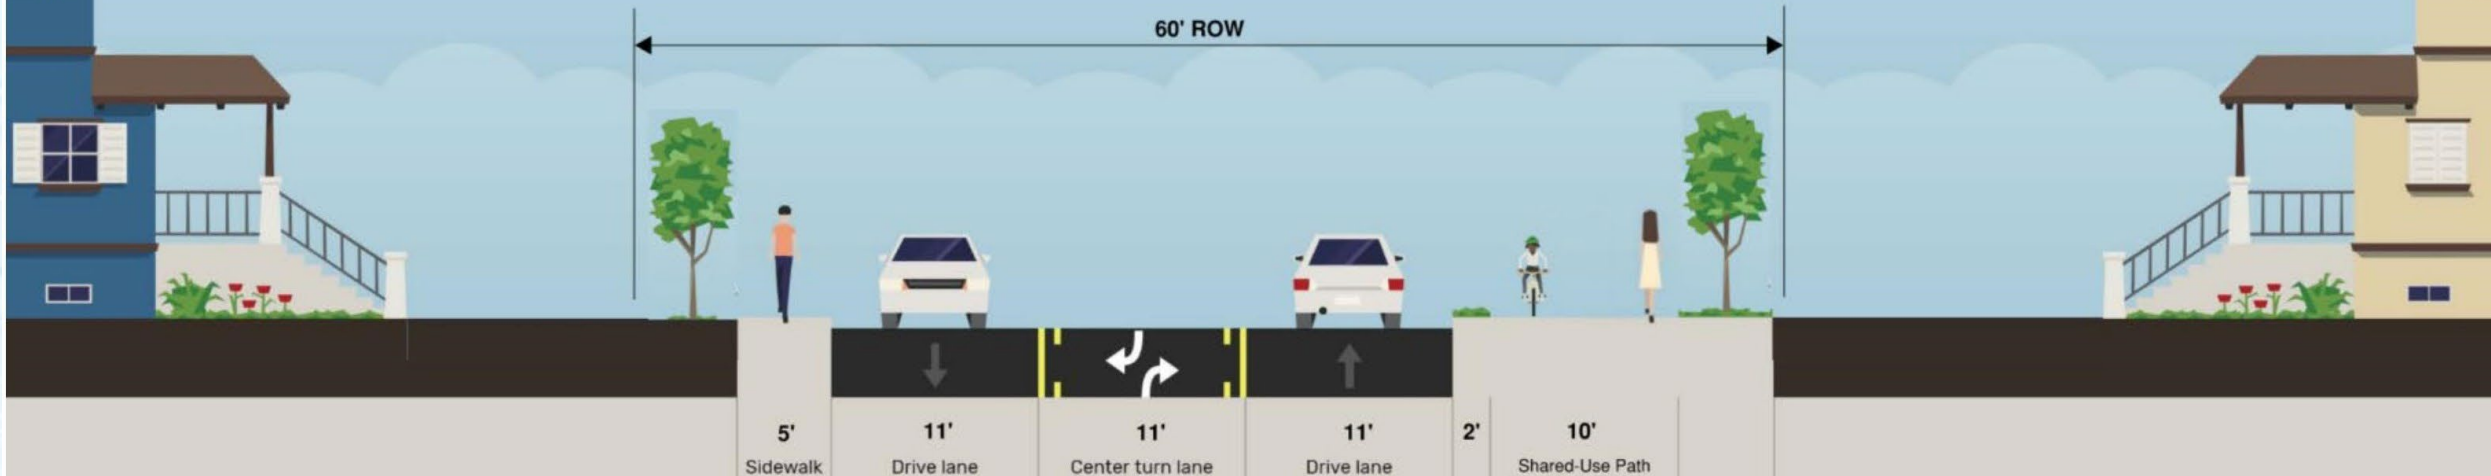 60' ROW
5'
11'
11'
11'
2'
10'
Sidewalk
Drive lane
Center turn lane
Drive lane
Shared-Use Path